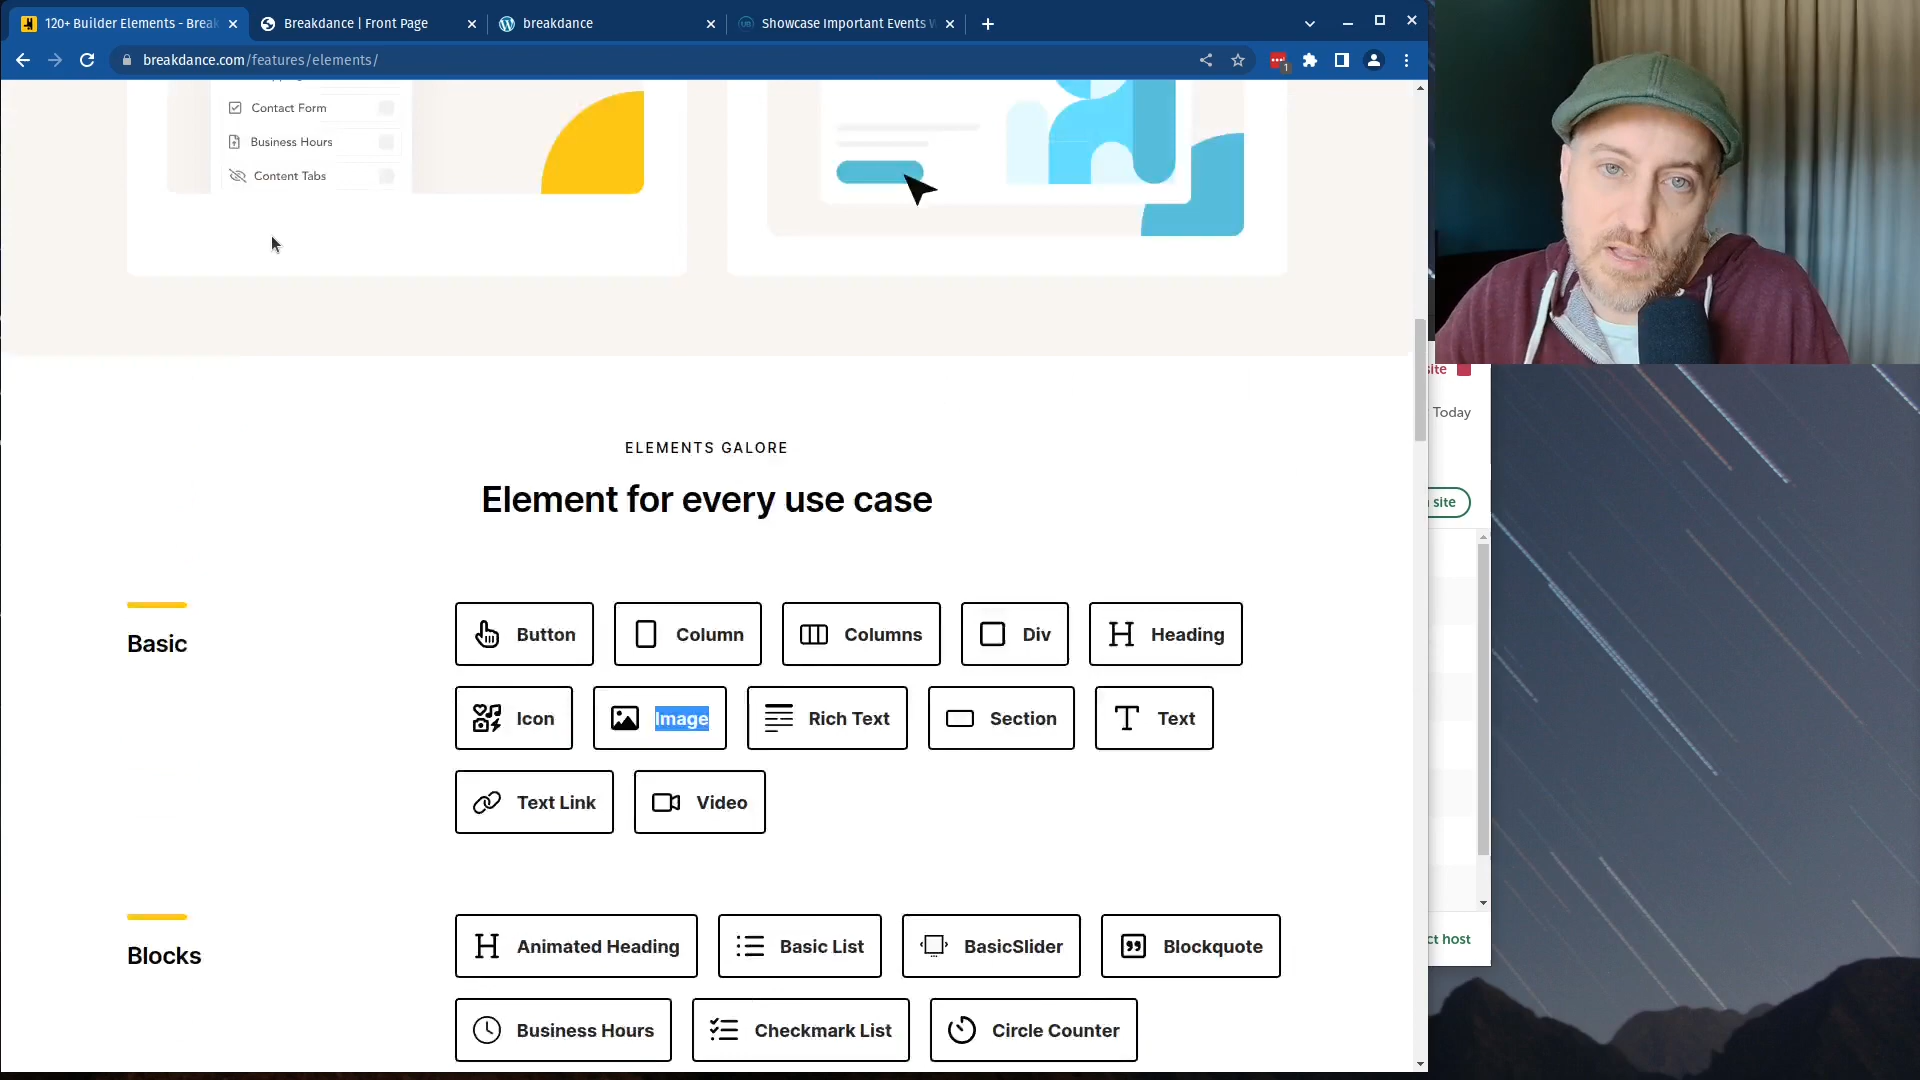 120+ Builder Elements - Break
Breakdance | Front Page
breakdance
Showcase Important Events W
breakdance.com/features/elements/
1
Contact Form
Business Hours
Content Tabs
site
Today
site
ELEMENTS GALORE
Element for every use case
Basic
Button
Column
Columns
Div
Heading
Icon
Image
Rich Text
Section
Text
Text Link
Video
Blocks
Animated Heading
Basic List
BasicSlider
Blockquote
ct host
Business Hours
Checkmark List
Circle Counter